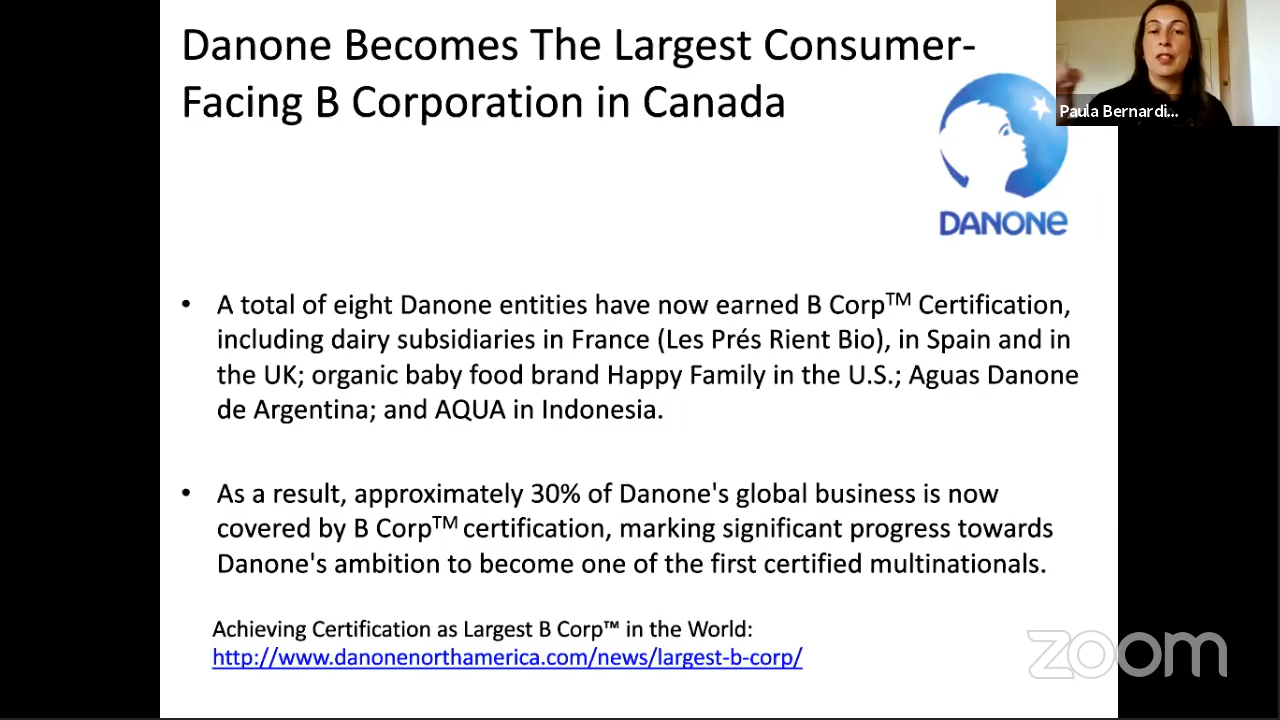 Danone Becomes The Largest Consumer-
Facing B Corporation in Canada
Paula Bernardi...
DANONE
• A total of eight Danone entities have now earned B Corp™ Certification,
including dairy subsidiaries in France (Les Prés Rient Bio), in Spain and in
the UK; organic baby food brand Happy Family in the U.S.; Aguas Danone
de Argentina; and AQUA in Indonesia.
• As a result, approximately 30% of Danone's global business is now
covered by B Corp™ certification, marking significant progress towards
Danone's ambition to become one of the first certified multinationals.
Achieving Certification as Largest B Corp™ in the World:
http://www.danonenorthamerica.com/news/largest-b-corp/
zoom